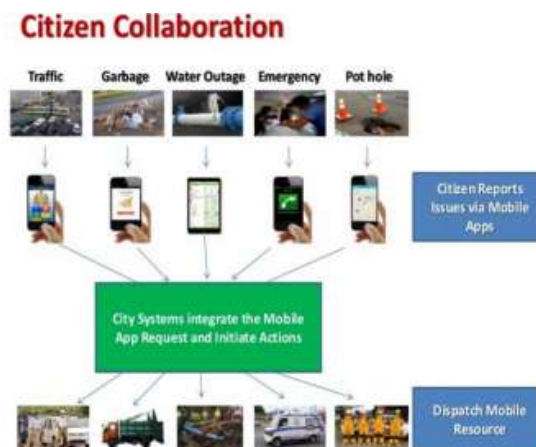 Citizen Collaboration
Traffic
Garbage
Water Outage
Emergency
Pot hole
Citizen Reports
Issues via Mobile
Apps
City Systems integrate the Mobile
App Request and Initiate Actions
Dispatch Mobile
Resource